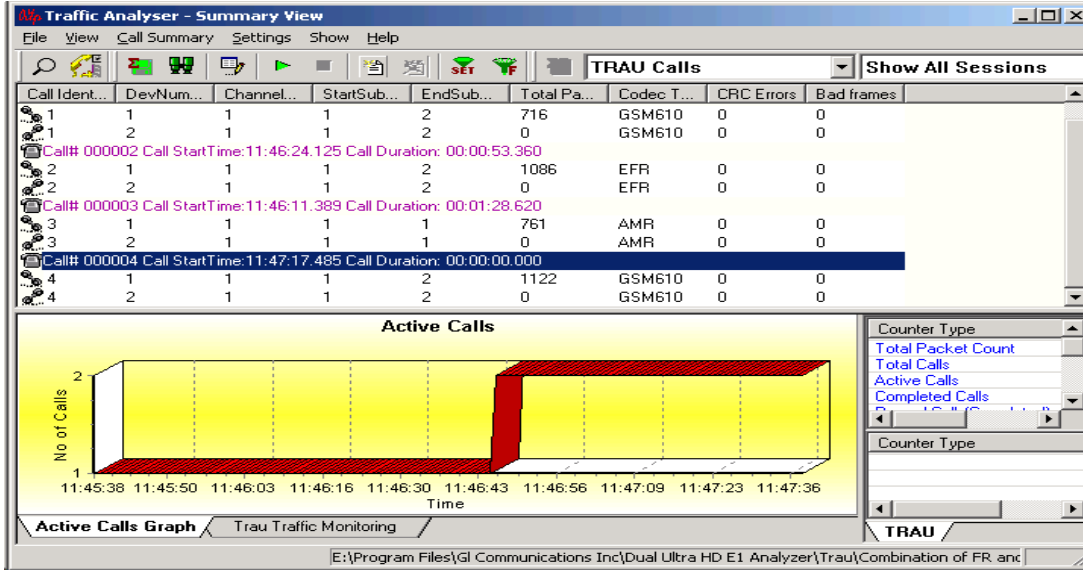 Traffic Analyser - Summary View
File View Call Summary Settings Show Help
SET F TRAU Calls Show All Sessions
Call Ident... DevNum... Channel... StartSub... EndSub... Total Pa... Codec T... CRC Errors Bad frames
1 1 1 1 2 716 GSM610 0 0
1 2 1 1 2 0 GSM610 0 0
Call# 000002 Call StartTime:11:46:24.125 Call Duration: 00:00:53.360
2 1 1 1 2 1086 EFR 0 0
2 2 1 1 2 0 EFR 0 0
Call# 000003 Call StartTime:11:46:11.389 Call Duration: 00:01:28.620
3 1 1 1 1 761 AMR 0 0
3 2 1 1 1 0 AMR 0 0
Call# 000004 Call StartTime:11:47:17.485 Call Duration: 00:00:00.000
4 1 1 1 2 1122 GSM610 0 0
4 2 1 1 2 0 GSM610 0 0
Active Calls
2
No of Calls
1
11:45:38 11:45:50 11:46:03 11:46:16 11:46:30 11:46:43 11:46:56 11:47:09 11:47:23 11:47:36
Time
Active Calls Graph Trau Traffic Monitoring
Counter Type
Total Packet Count
Total Calls
Active Calls
Completed Calls
Counter Type
TRAU
E:\Program Files\Gl Communications Inc\Dual Ultra HD E1 Analyzer\Trau\Combination of FR and